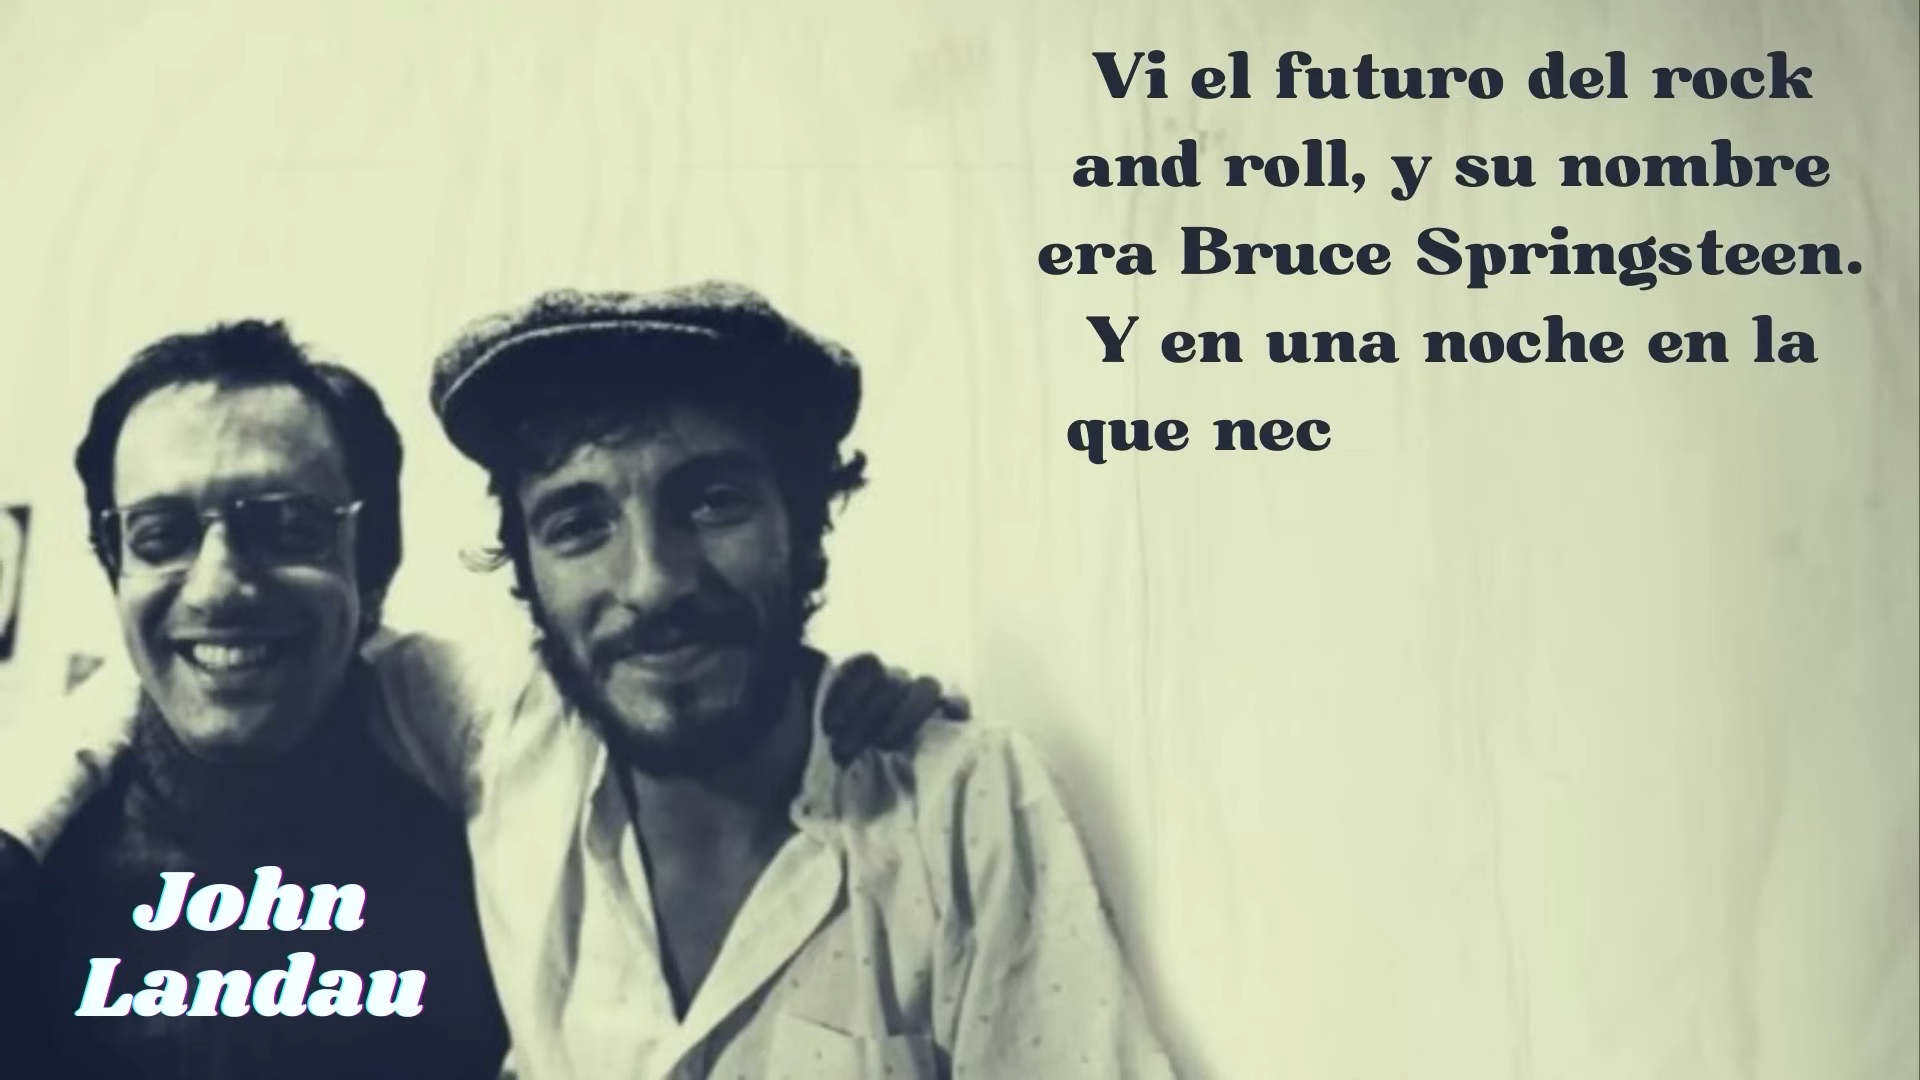 Vi el futuro del rock
and roll, y su nombre
era Bruce Springsteen.
Y en una noche en la
que nec
John
Landau